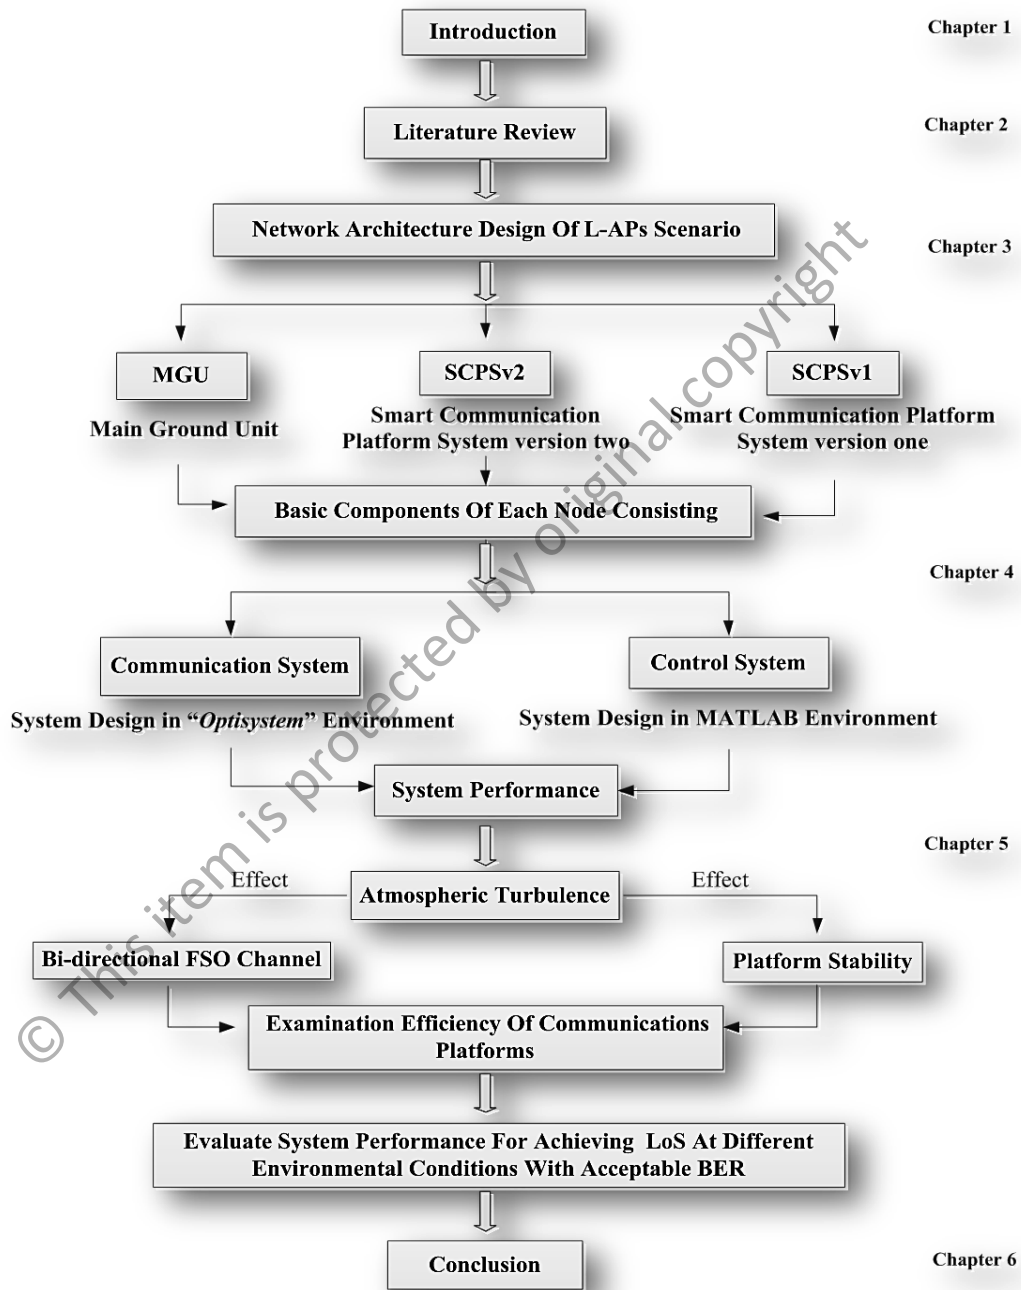 Introduction
Chapter 1
Literature Review
Chapter 2
Network Architecture Design Of L-APs Scenario
Chapter 3
MGU
SCPSv2
SCPSv1
Main Ground Unit
Smart Communication
Platform System version two
Smart Communication Platform
System version one
Basic Components Of Each Node Consisting
Chapter 4
Communication System
Control System
System Design in “Optisystem” Environment
System Design in MATLAB Environment
System Performance
Chapter 5
Effect
Atmospheric Turbulence
Effect
Bi-directional FSO Channel
Platform Stability
Examination Efficiency Of Communications
Platforms
Evaluate System Performance For Achieving LoS At Different
Environmental Conditions With Acceptable BER
Conclusion
Chapter 6
© This item is protected by original copyright